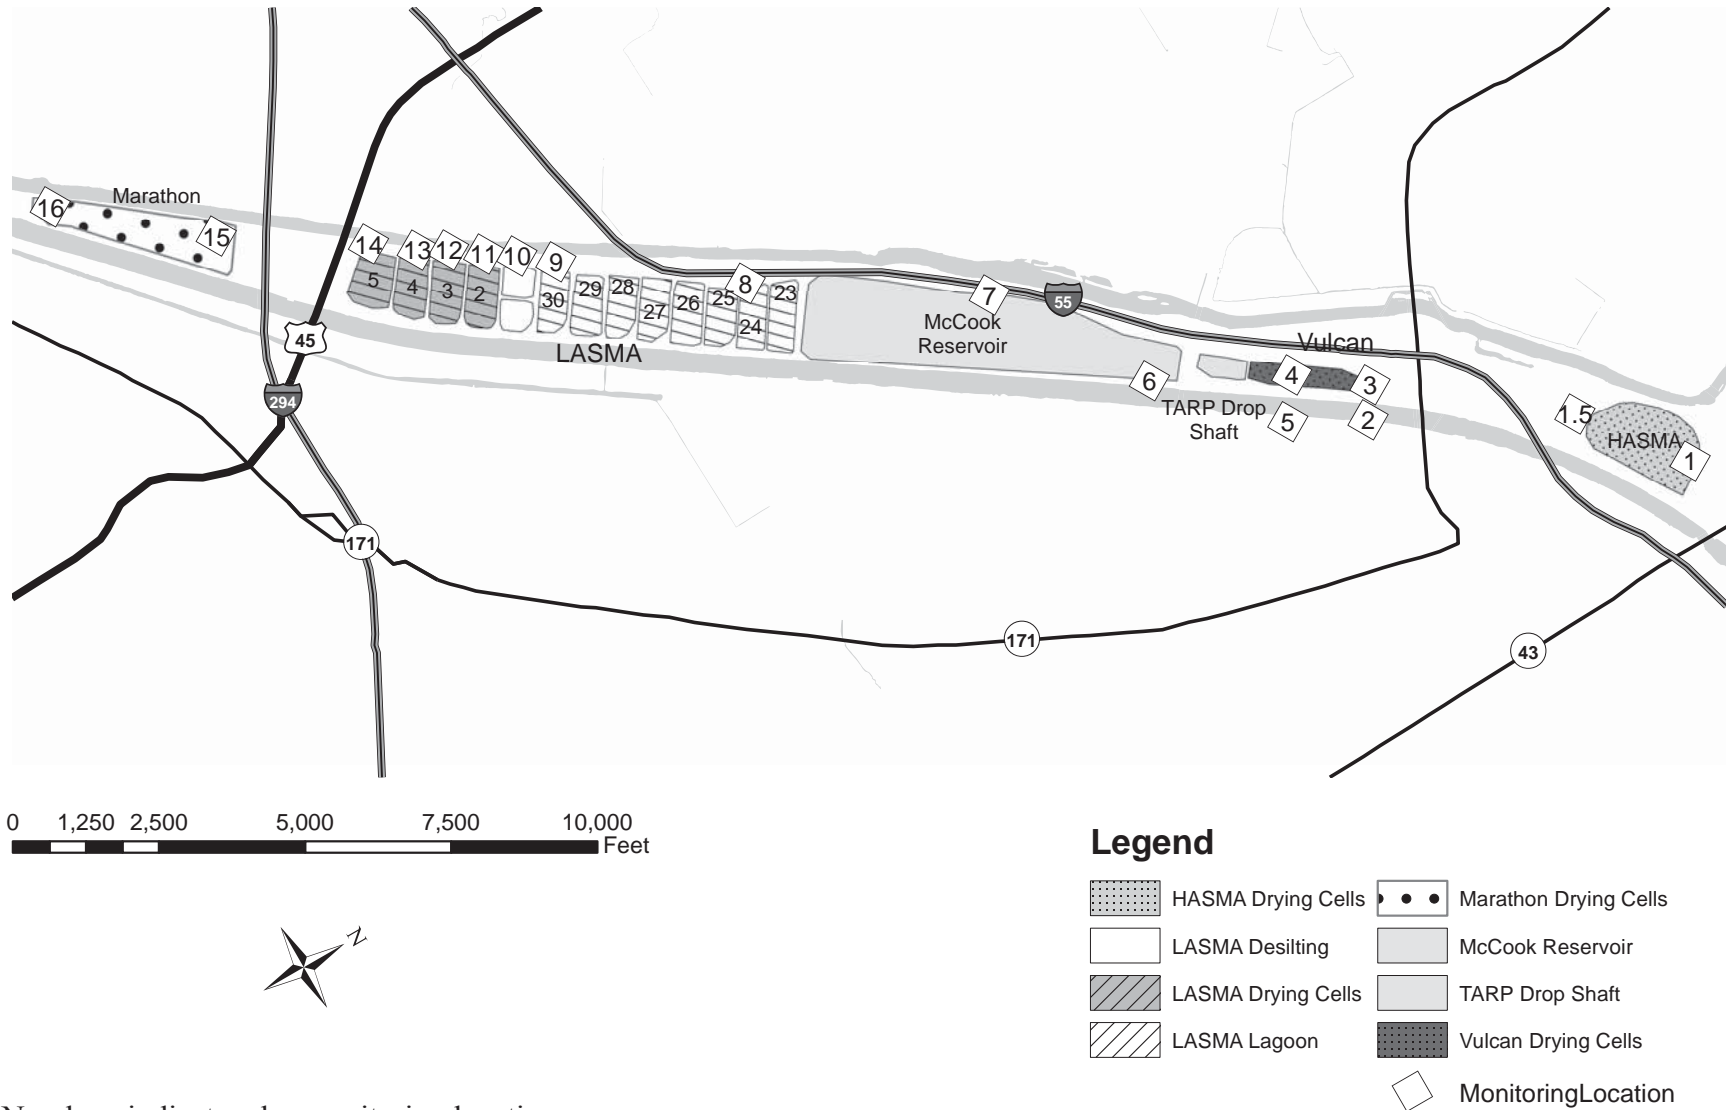 Marathon
16
15
14
13
12
11
10
9
8
7
6
5
4
3
2
1.5
1
5
4
3
2
30
29
28
27
26
25
24
23
LASMA
McCook
Reservoir
55
Vulcan
TARP Drop
Shaft
HASMA
45
294
171
171
43
0 1,250 2,500 5,000 7,500 10,000
Feet
N
Legend
HASMA Drying Cells
LASMA Desilting
LASMA Drying Cells
LASMA Lagoon
Marathon Drying Cells
McCook Reservoir
TARP Drop Shaft
Vulcan Drying Cells
MonitoringLocation